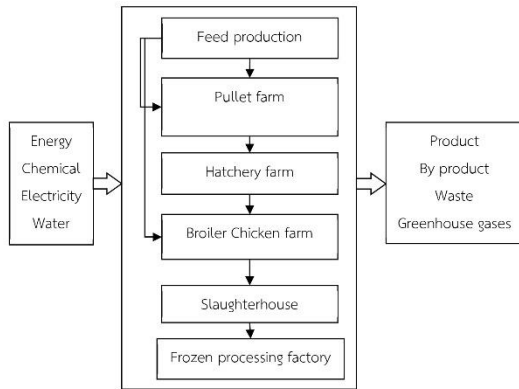 Energy
Chemical
Electricity
Water
Feed production
Pullet farm
Hatchery farm
Broiler Chicken farm
Slaughterhouse
Frozen processing factory
Product
By product
Waste
Greenhouse gases